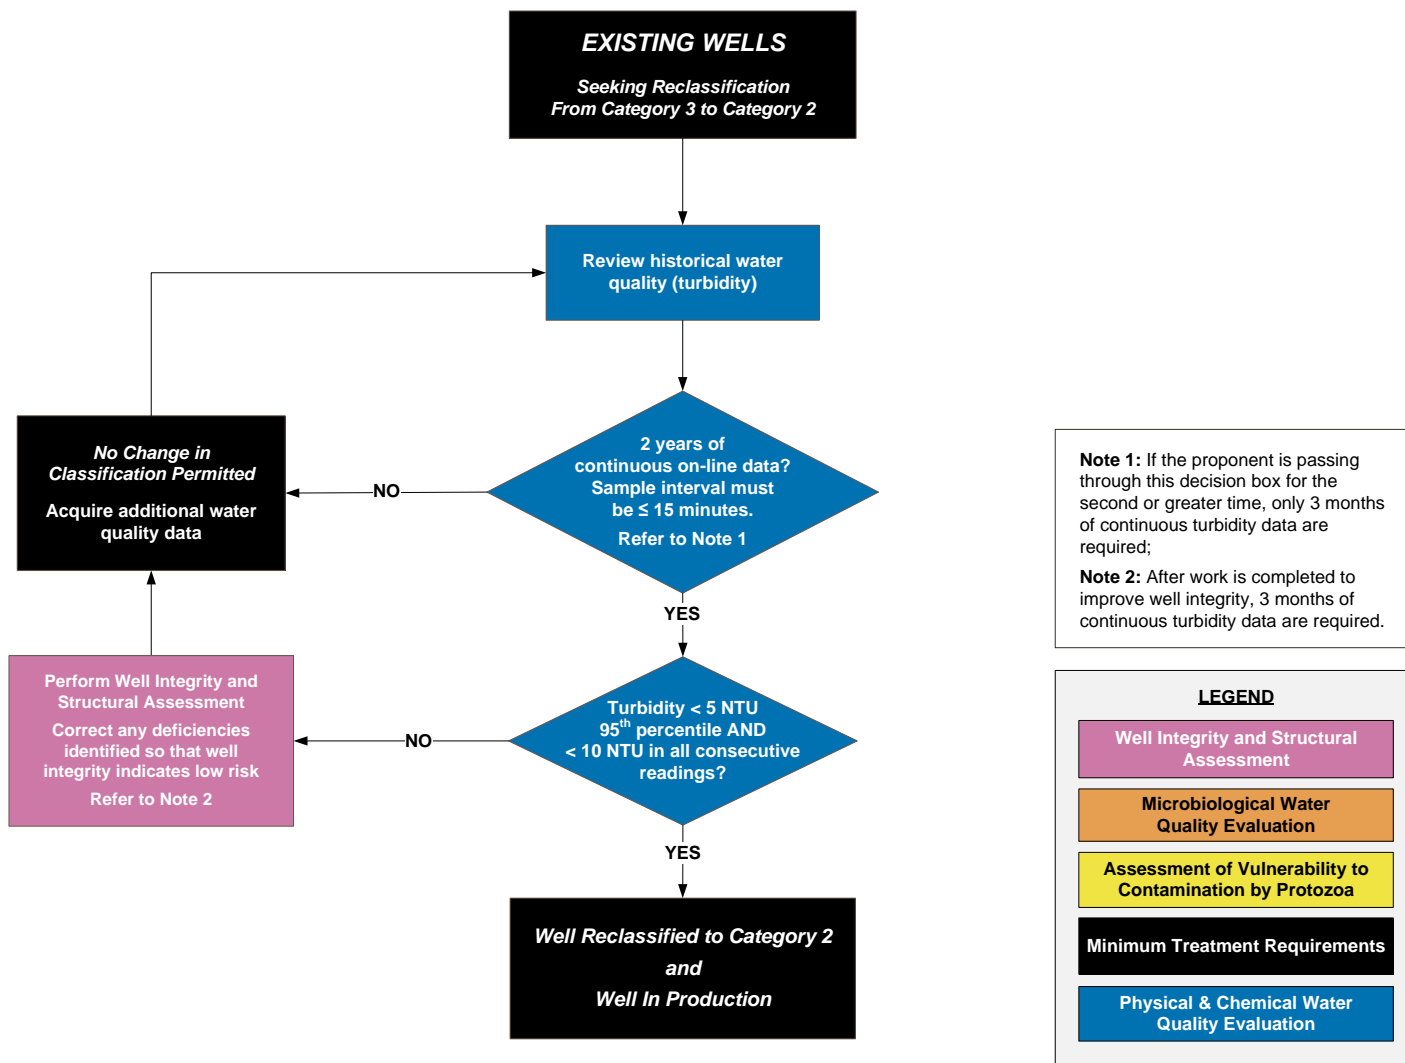 EXISTING WELLS
Seeking Reclassification
From Category 3 to Category 2
Review historical water
quality (turbidity)
2 years of
continuous on-line data?
Sample interval must
be ≤ 15 minutes.
Refer to Note 1
NO
No Change in
Classification Permitted
Acquire additional water
quality data
YES
Turbidity < 5 NTU
95th percentile AND
< 10 NTU in all consecutive
readings?
NO
Perform Well Integrity and
Structural Assessment
Correct any deficiencies
identified so that well
integrity indicates low risk
Refer to Note 2
YES
Well Reclassified to Category 2
and
Well In Production
Note 1: If the proponent is passing
through this decision box for the
second or greater time, only 3 months
of continuous turbidity data are
required;
Note 2: After work is completed to
improve well integrity, 3 months of
continuous turbidity data are required.
LEGEND
Well Integrity and Structural
Assessment
Microbiological Water
Quality Evaluation
Assessment of Vulnerability to
Contamination by Protozoa
Minimum Treatment Requirements
Physical & Chemical Water
Quality Evaluation